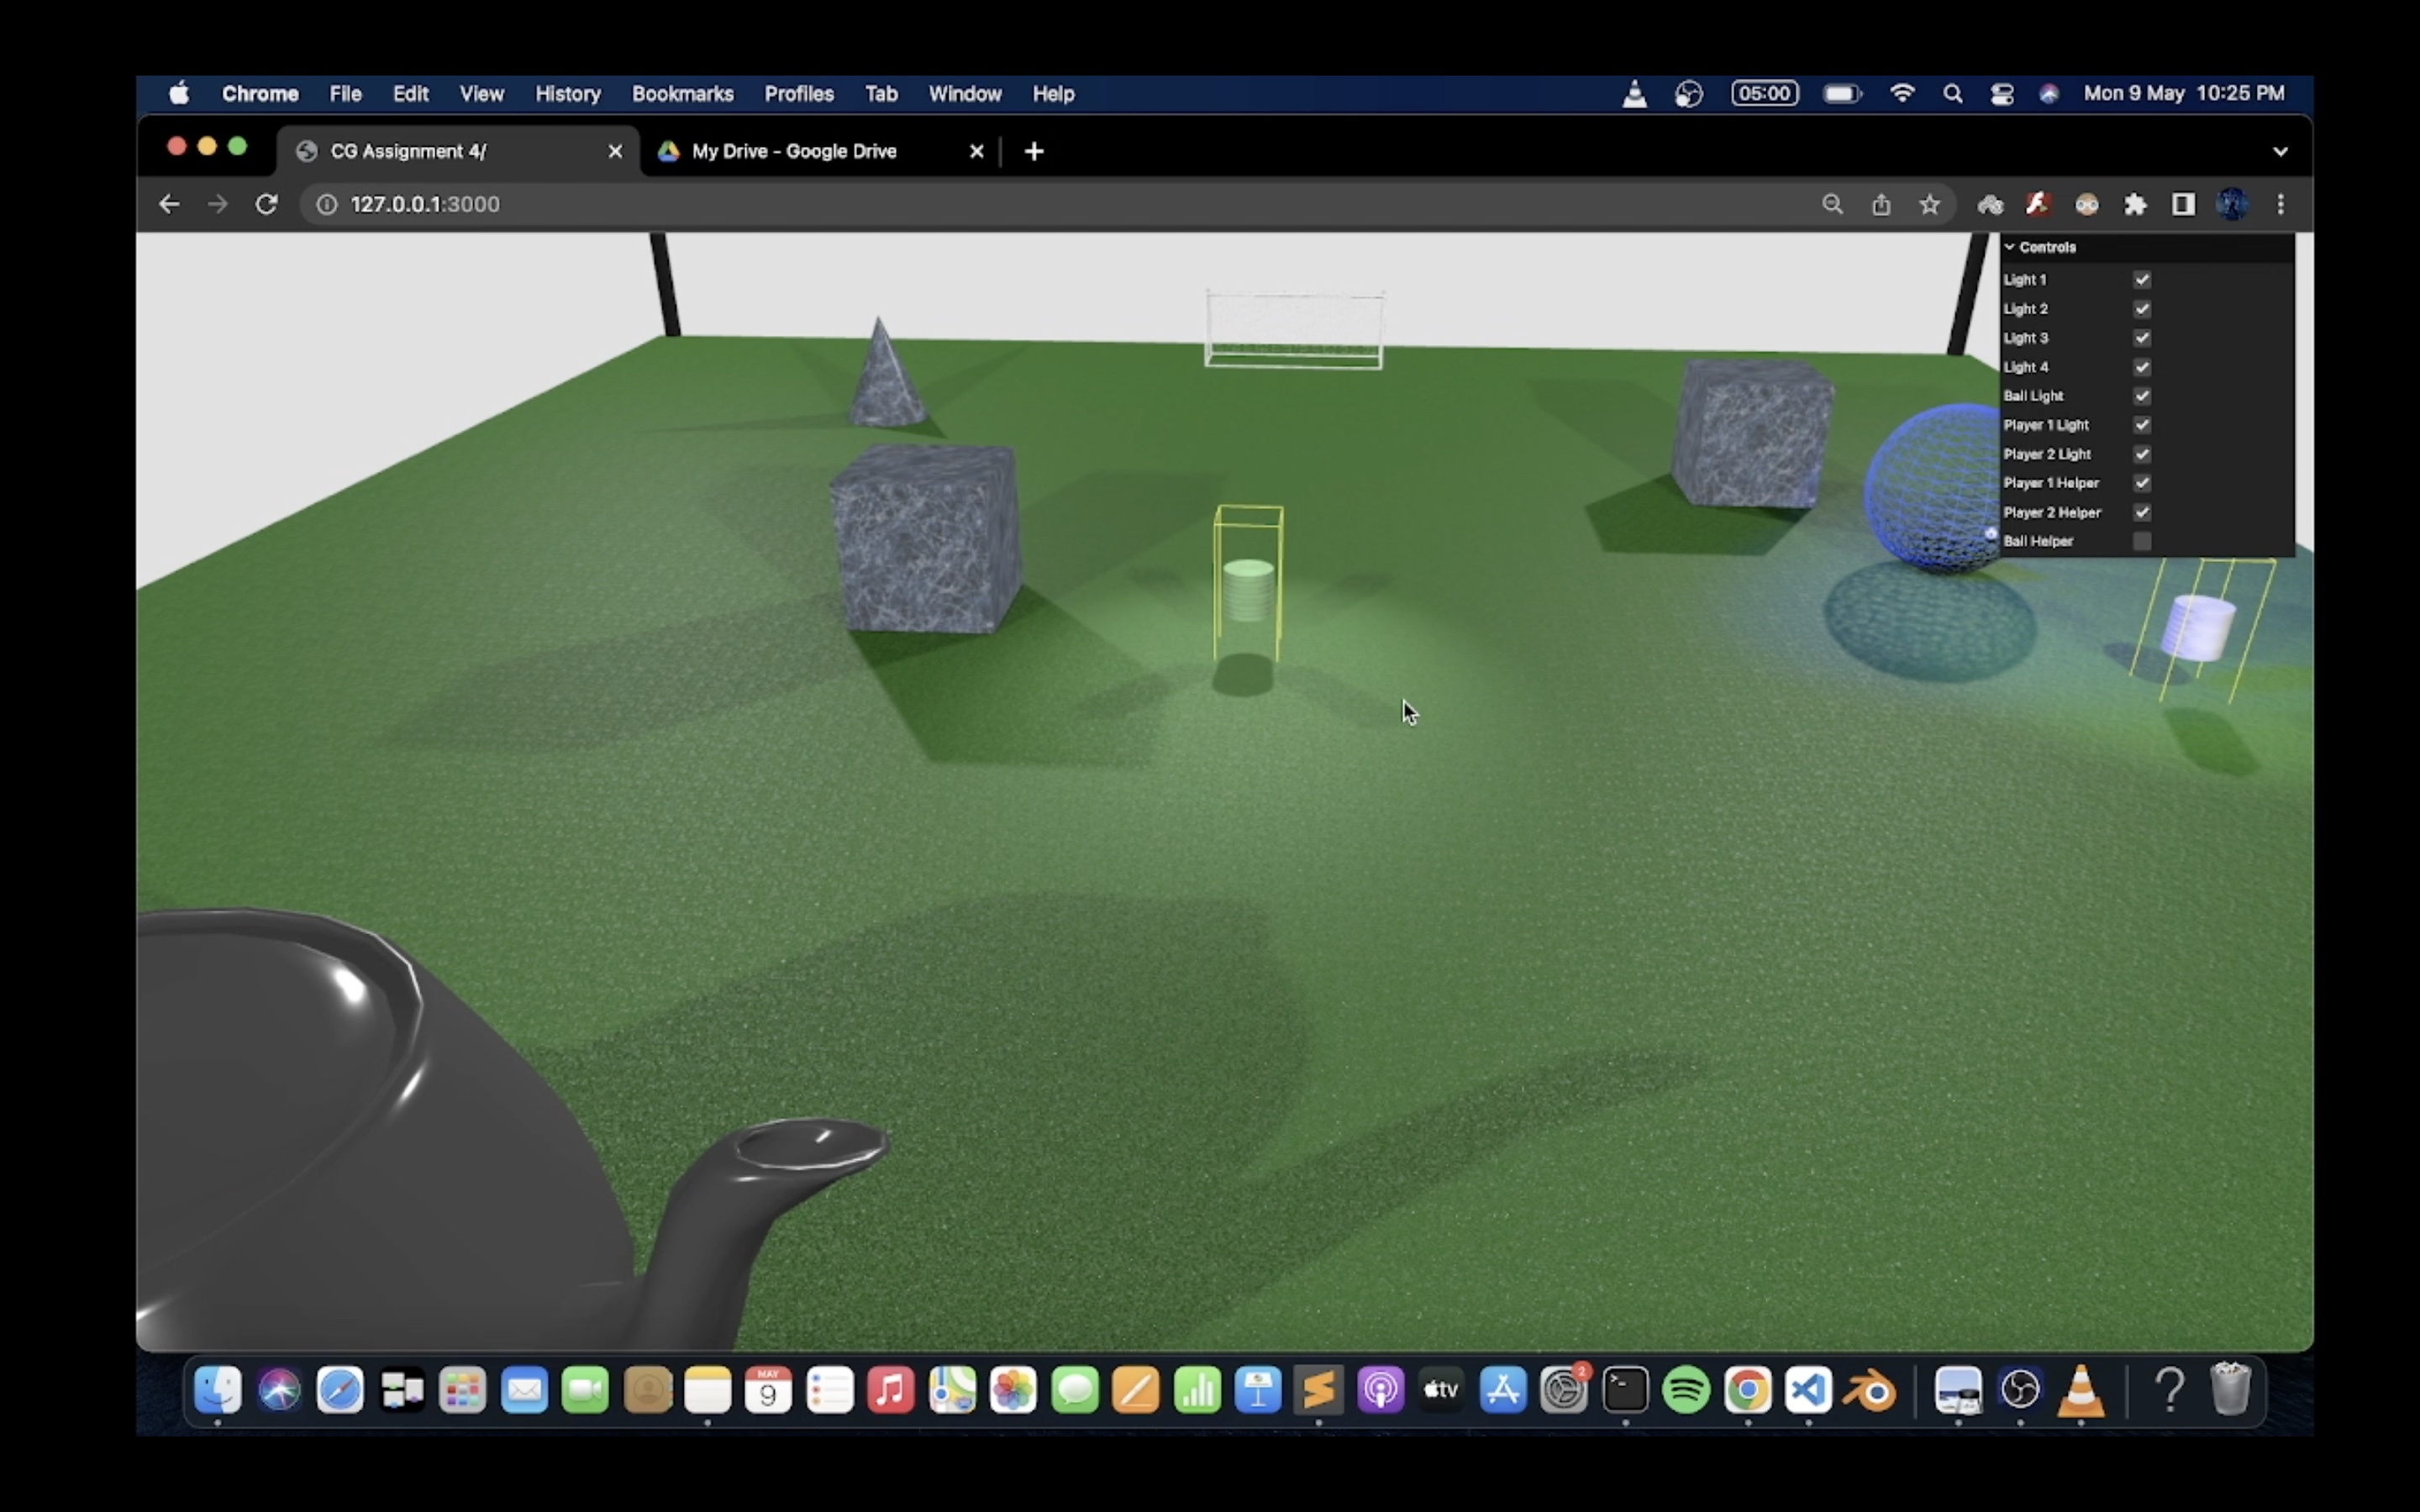 Chrome File Edit View History Bookmarks Profiles Tab Window Help 05:00 Mon 9 May 10:25 PM
CG Assignment 4/ My Drive - Google Drive
127.0.0.1:3000
Controls
Light 1
Light 2
Light 3
Light 4
Ball Light
Player 1 Light
Player 2 Light
Player 1 Helper
Player 2 Helper
Ball Helper
MAY
9
tv
2